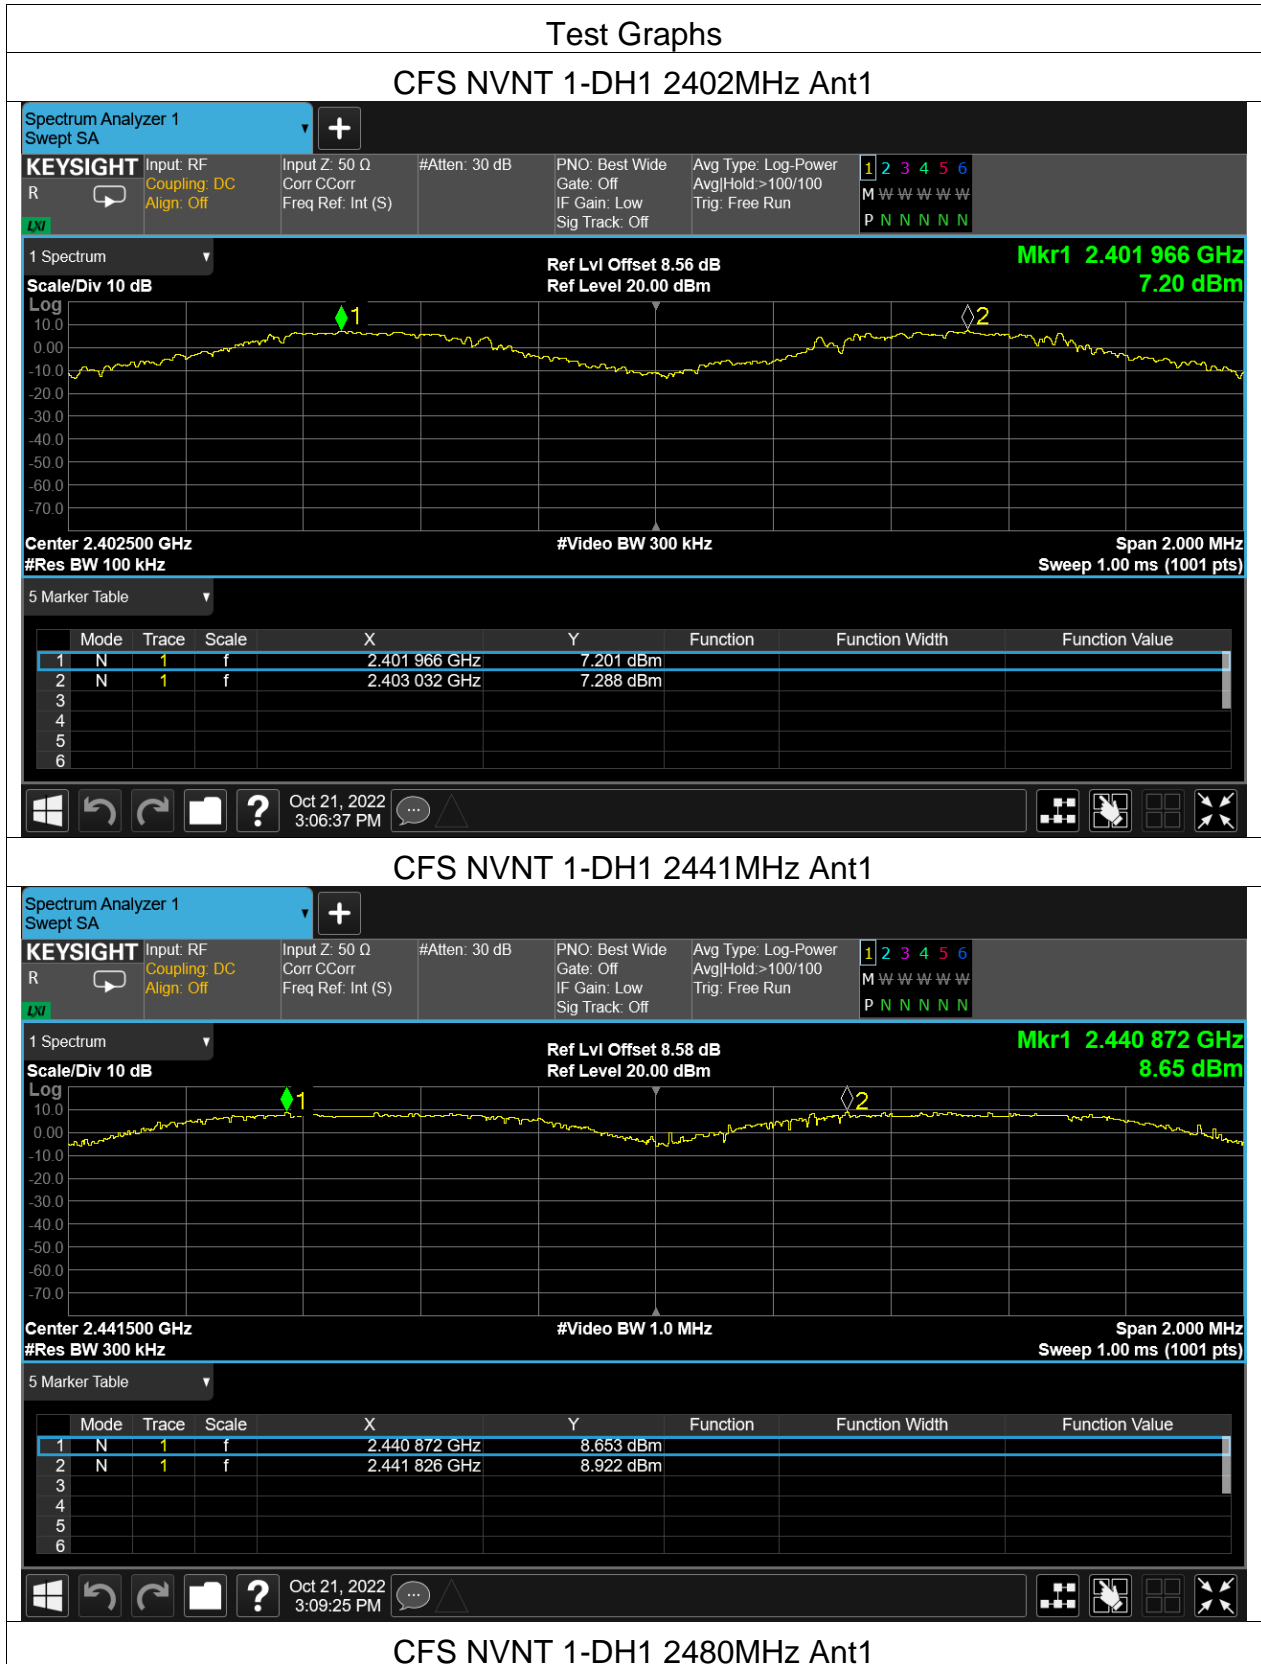 Test Graphs
CFS NVNT 1-DH1 2402MHz Ant1
Spectrum Analyzer 1
Swept SA
KEYSIGHT Input: RF Input Z: 50 Ω #Atten: 30 dB PNO: Best Wide Avg Type: Log-Power 1 2 3 4 5 6
R Coupling: DC Corr CCorr Gate: Off Avg|Hold:>100/100 M W W W W W
Align: Off Freq Ref: Int (S) IF Gain: Low Trig: Free Run
LXI Sig Track: Off P N N N N N
1 Spectrum Ref Lvl Offset 8.56 dB Mkr1 2.401 966 GHz
Scale/Div 10 dB Ref Level 20.00 dBm 7.20 dBm
Log
1 2
10.0
0.00
-10.0
-20.0
-30.0
-40.0
-50.0
-60.0
-70.0
Center 2.402500 GHz #Video BW 300 kHz Span 2.000 MHz
#Res BW 100 kHz Sweep 1.00 ms (1001 pts)
5 Marker Table
Mode Trace Scale X Y Function Function Width Function Value
1 N 1 f 2.401 966 GHz 7.201 dBm
2 N 1 f 2.403 032 GHz 7.288 dBm
3
4
5
6
? Oct 21, 2022
3:06:37 PM
CFS NVNT 1-DH1 2441MHz Ant1
Spectrum Analyzer 1
Swept SA
KEYSIGHT Input: RF Input Z: 50 Ω #Atten: 30 dB PNO: Best Wide Avg Type: Log-Power 1 2 3 4 5 6
R Coupling: DC Corr CCorr Gate: Off Avg|Hold:>100/100 M W W W W W
Align: Off Freq Ref: Int (S) IF Gain: Low Trig: Free Run
LXI Sig Track: Off P N N N N N
1 Spectrum Ref Lvl Offset 8.58 dB Mkr1 2.440 872 GHz
Scale/Div 10 dB Ref Level 20.00 dBm 8.65 dBm
Log
1 2
10.0
0.00
-10.0
-20.0
-30.0
-40.0
-50.0
-60.0
-70.0
Center 2.441500 GHz #Video BW 1.0 MHz Span 2.000 MHz
#Res BW 300 kHz Sweep 1.00 ms (1001 pts)
5 Marker Table
Mode Trace Scale X Y Function Function Width Function Value
1 N 1 f 2.440 872 GHz 8.653 dBm
2 N 1 f 2.441 826 GHz 8.922 dBm
3
4
5
6
? Oct 21, 2022
3:09:25 PM
CFS NVNT 1-DH1 2480MHz Ant1